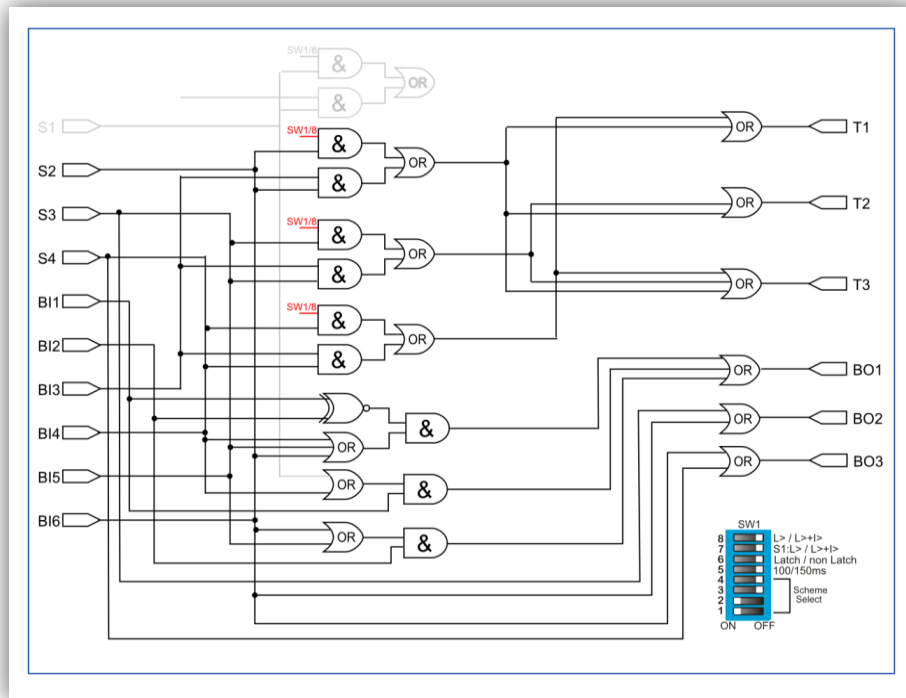 SW1/8
&
OR
&
S1
SW1/8
&
OR
T1
S2
&
OR
T2
S3
SW1/8
&
OR
S4
&
OR
T3
BI1
SW1/8
&
OR
BI2
&
OR
BO1
BI3
&
OR
BO2
BI4
OR
OR
BO3
BI5
OR
&
BI6
OR
&
SW1
8 L> / L>+I>
7 S1:L> / L>+I>
6 Latch / non Latch
5 100/150ms
4
3 Scheme
2 Select
1
ON OFF